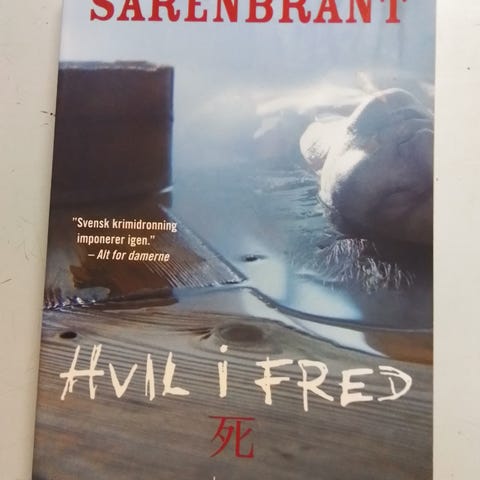 SARENBRANT
"Svensk krimidronning
imponerer igen."
– Alt for damerne
HVIL i FRED
死